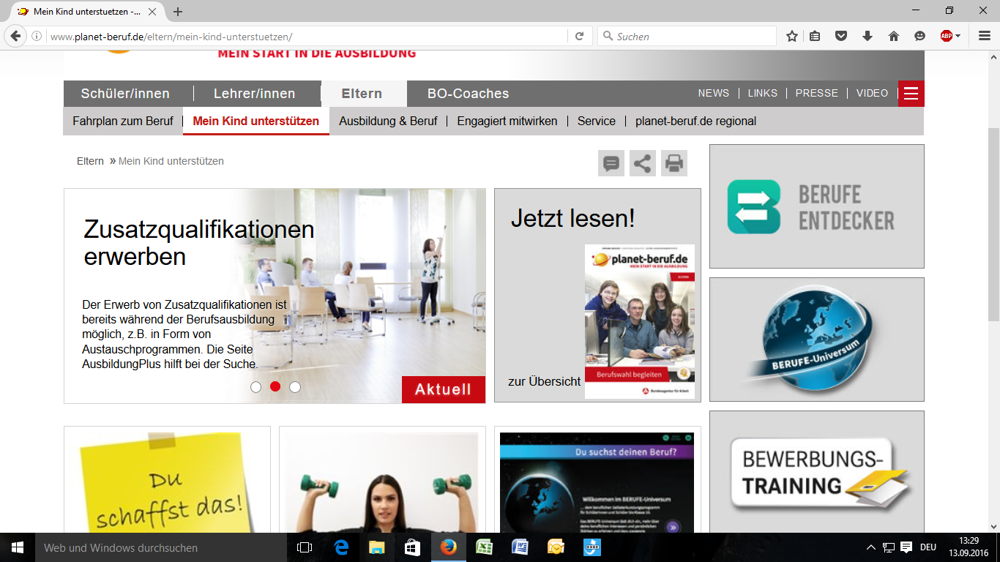 Mein Kind unterstuetzen -...
www.planet-beruf.de/eltern/mein-kind-unterstuetzen/
Suchen
ABP
MEIN START IN DIE AUSBILDUNG
Schüler/innen
Lehrer/innen
Eltern
BO-Coaches
NEWS
LINKS
PRESSE
VIDEO
Fahrplan zum Beruf
Mein Kind unterstützen
Ausbildung & Beruf
Engagiert mitwirken
Service
planet-beruf.de regional
Eltern » Mein Kind unterstützen
Zusatzqualifikationen
erwerben
Der Erwerb von Zusatzqualifikationen ist
bereits während der Berufsausbildung
möglich, z.B. in Form von
Austauschprogrammen. Die Seite
AusbildungPlus hilft bei der Suche.
Aktuell
Jetzt lesen!
planet-beruf.de
MEIN START IN DIE AUSBILDUNG
ELTERN
Berufswahl begleiten
Bundesagentur für Arbeit
zur Übersicht
BERUFE
ENTDECKER
BERUFE-Universum
BEWERBUNGS-
TRAINING
Du
schaffst das!
Du suchst deinen Beruf?
Willkommen im BERUFE-Universum
Web und Windows durchsuchen
DEU
13:29
13.09.2016